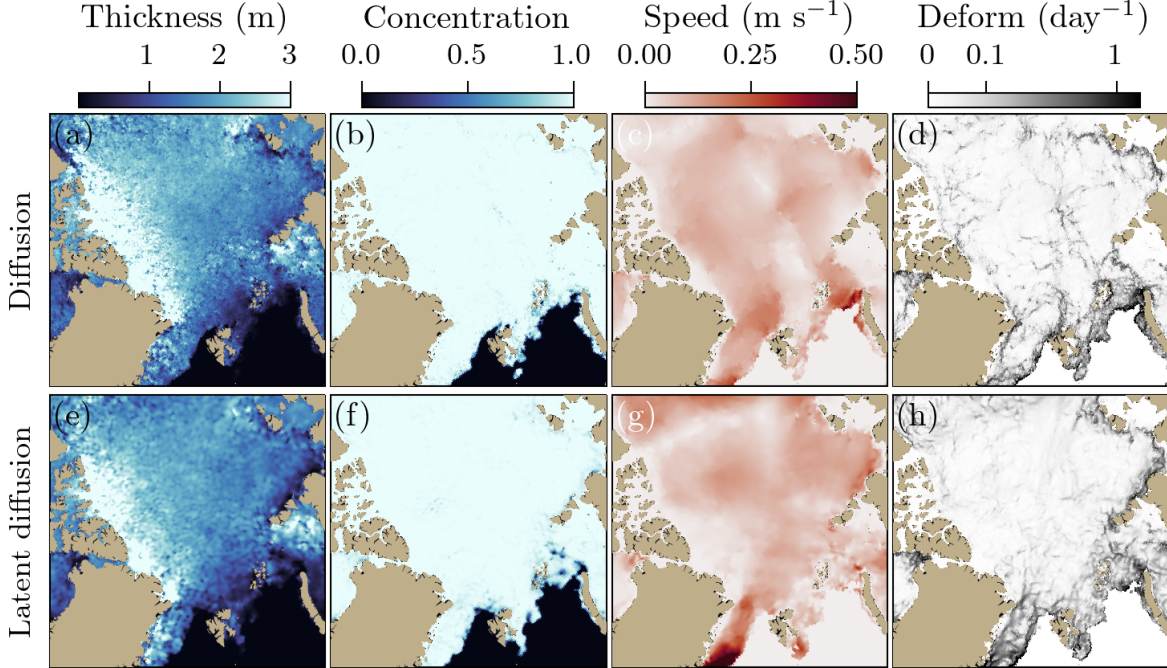 Thickness (m) Concentration Speed (m s⁻¹) Deform (day⁻¹)
1 2 3 0.0 0.5 1.0 0.00 0.25 0.50 0 0.1 1
Diffusion
(a) (b) (c) (d)
Latent diffusion
(e) (f) (g) (h)